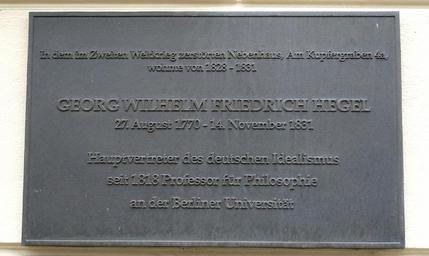 In dem im Zweiten Weltkrieg zerstörten Nebenhaus, Am Kupfergraben 4a,
wohnte von 1828 - 1831
GEORG WILHELM FRIEDRICH HEGEL
27. August 1770 - 14. November 1831
Hauptvertreter des deutschen Idealismus
seit 1818 Professor für Philosophie
an der Berliner Universität